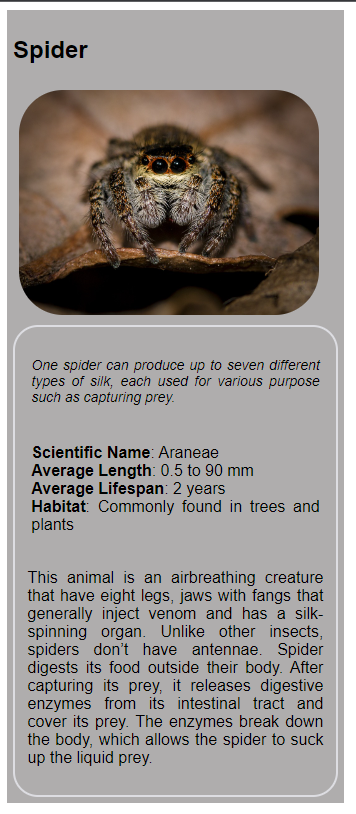 Spider
One spider can produce up to seven different
types of silk, each used for various purpose
such as capturing prey.
Scientific Name: Araneae
Average Length: 0.5 to 90 mm
Average Lifespan: 2 years
Habitat: Commonly found in trees and
plants
This animal is an airbreathing creature
that have eight legs, jaws with fangs that
generally inject venom and has a silk-
spinning organ. Unlike other insects,
spiders don’t have antennae. Spider
digests its food outside their body. After
capturing its prey, it releases digestive
enzymes from its intestinal tract and
cover its prey. The enzymes break down
the body, which allows the spider to suck
up the liquid prey.